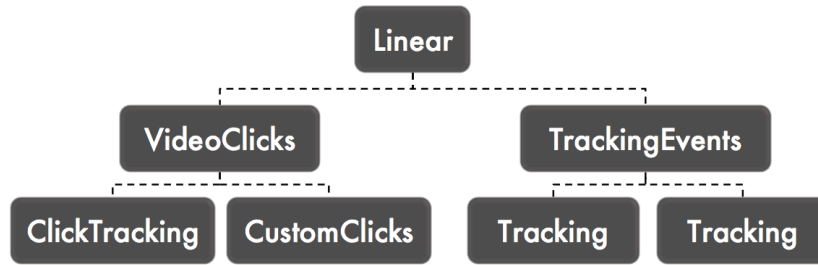 Linear
VideoClicks
TrackingEvents
ClickTracking
CustomClicks
Tracking
Tracking